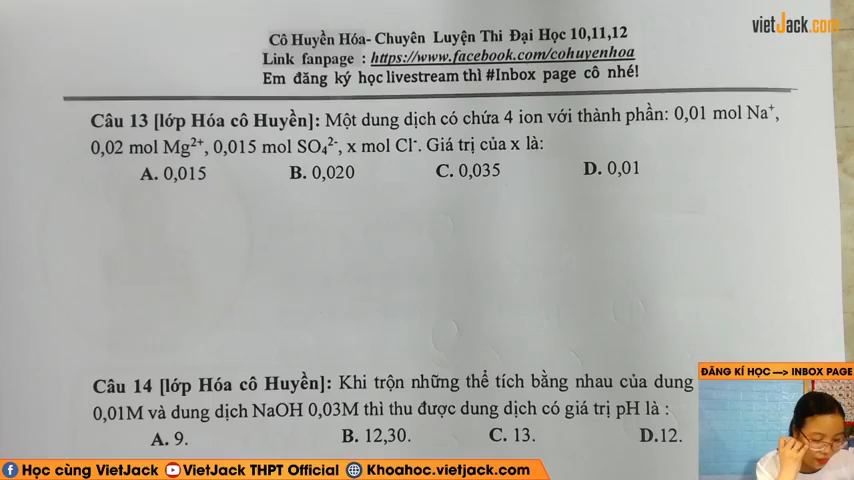 vietJack.com
Cô Huyền Hóa- Chuyên Luyện Thi Đại Học 10,11,12
Link fanpage : https://www.facebook.com/cohuyenhoa
Em đăng ký học livestream thì #Inbox page cô nhé!
Câu 13 [lớp Hóa cô Huyền]: Một dung dịch có chứa 4 ion với thành phần: 0,01 mol Na⁺,
0,02 mol Mg²⁺, 0,015 mol SO₄²⁻, x mol Cl⁻. Giá trị của x là:
A. 0,015 B. 0,020 C. 0,035 D. 0,01
Câu 14 [lớp Hóa cô Huyền]: Khi trộn những thể tích bằng nhau của dung
0,01M và dung dịch NaOH 0,03M thì thu được dung dịch có giá trị pH là :
A. 9. B. 12,30. C. 13. D.12.
ĐĂNG KÍ HỌC —> INBOX PAGE
Học cùng VietJack VietJack THPT Official Khoahoc.vietjack.com